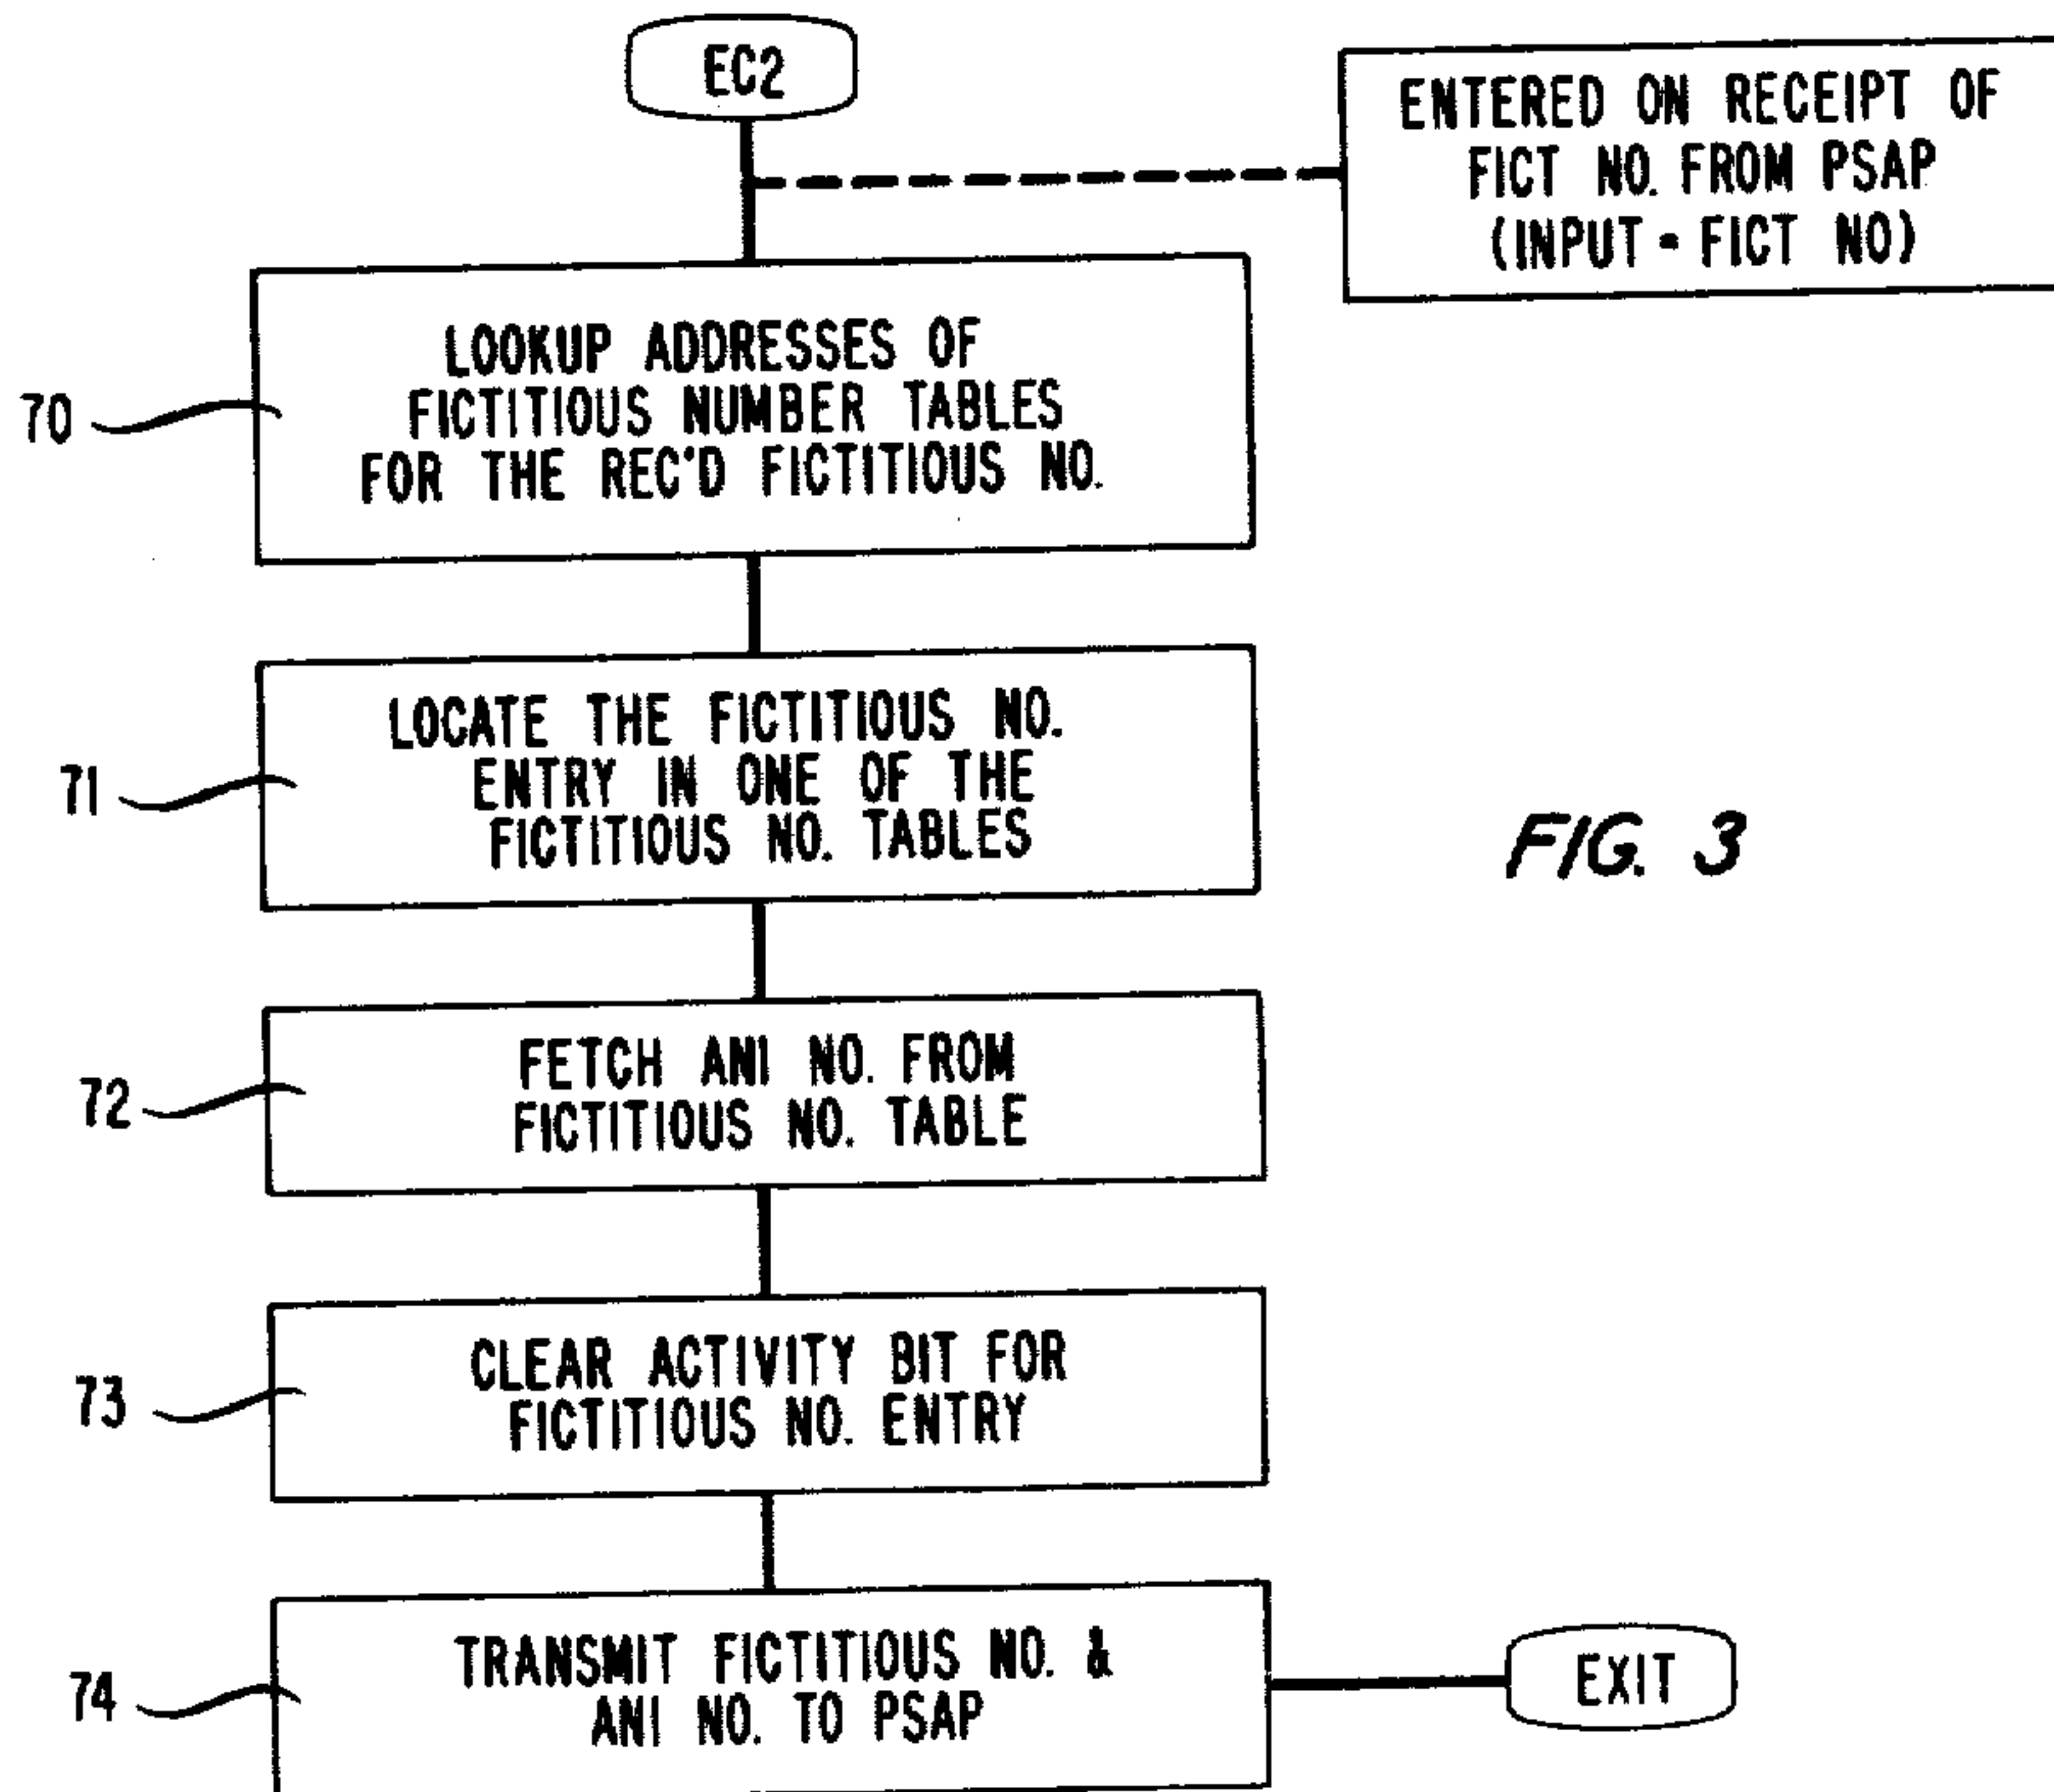 EC2
ENTERED ON RECEIPT OF
FICT NO. FROM PSAP
(INPUT = FICT NO)
70
LOOKUP ADDRESSES OF
FICTITIOUS NUMBER TABLES
FOR THE REC'D FICTITIOUS NO.
71
LOCATE THE FICTITIOUS NO.
ENTRY IN ONE OF THE
FICTITIOUS NO. TABLES
FIG. 3
72
FETCH ANI NO. FROM
FICTITIOUS NO. TABLE
73
CLEAR ACTIVITY BIT FOR
FICTITIOUS NO. ENTRY
74
TRANSMIT FICTITIOUS NO. &
ANI NO. TO PSAP
EXIT